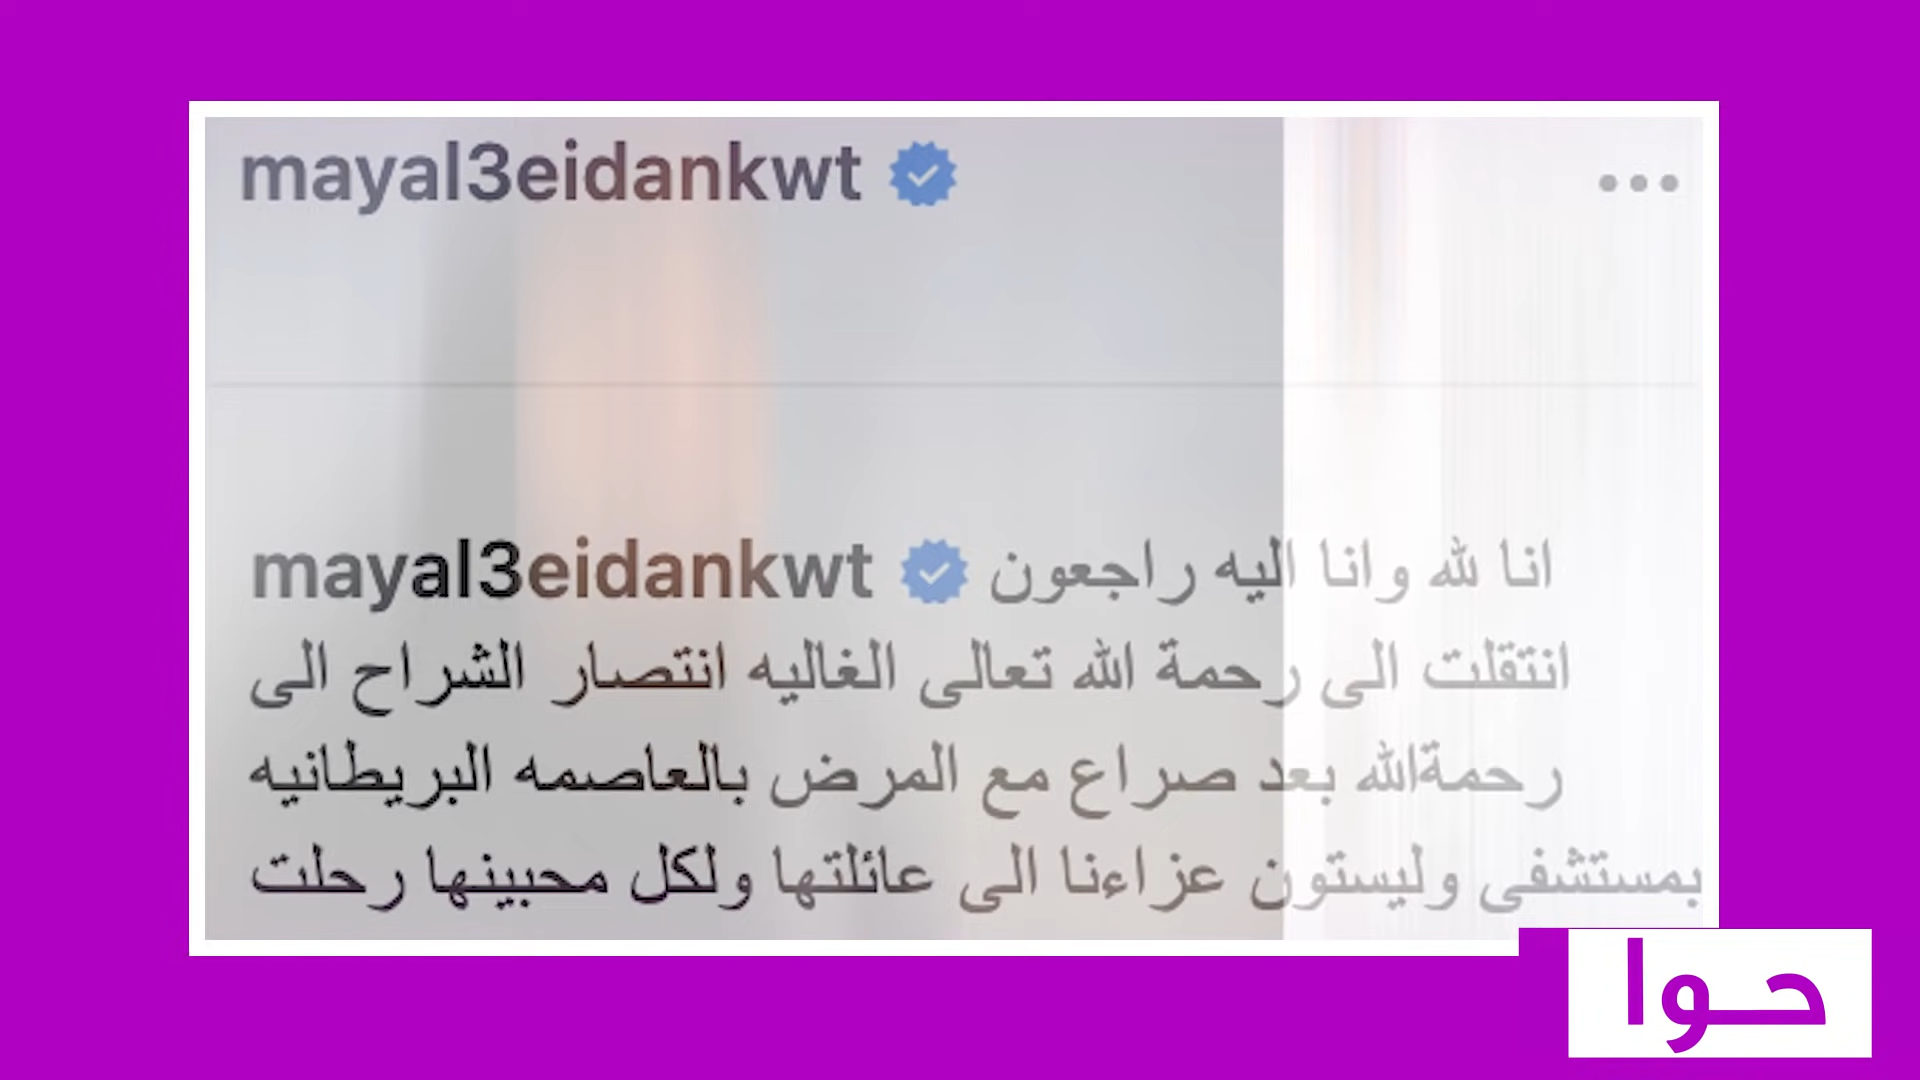 mayal3eidankwt
mayal3eidankwt انا لله وانا اليه راجعون
انتقلت الى رحمة الله تعالى الغاليه انتصار الشراح الى
رحمةالله بعد صراع مع المرض بالعاصمه البريطانيه
بمستشفى وليستون عزاءنا الى عائلتها ولكل محبينها رحلت
حوا